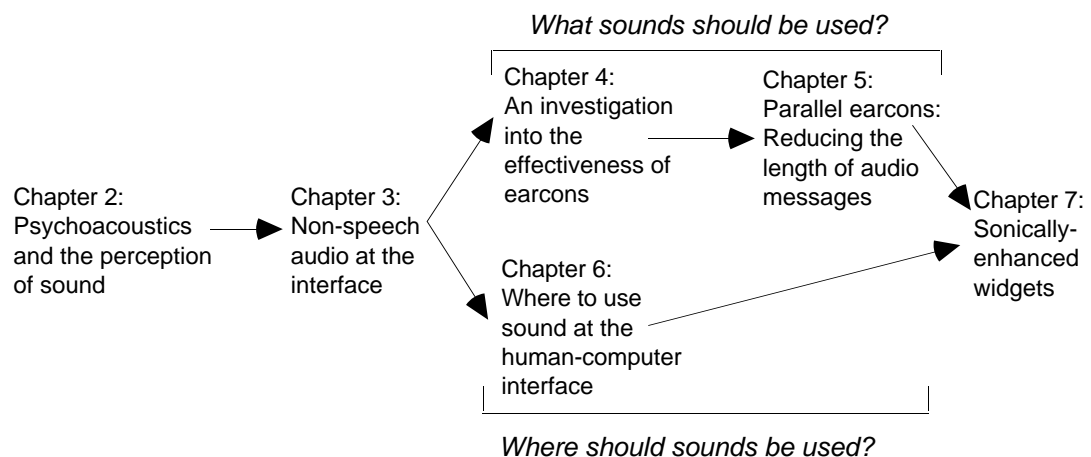 What sounds should be used?
Chapter 4:
An investigation
into the
effectiveness of
earcons
Chapter 5:
Parallel earcons:
Reducing the
length of audio
messages
Chapter 2:
Psychoacoustics
and the perception
of sound
Chapter 3:
Non-speech
audio at the
interface
Chapter 7:
Sonically-
enhanced
widgets
Chapter 6:
Where to use
sound at the
human-computer
interface
Where should sounds be used?